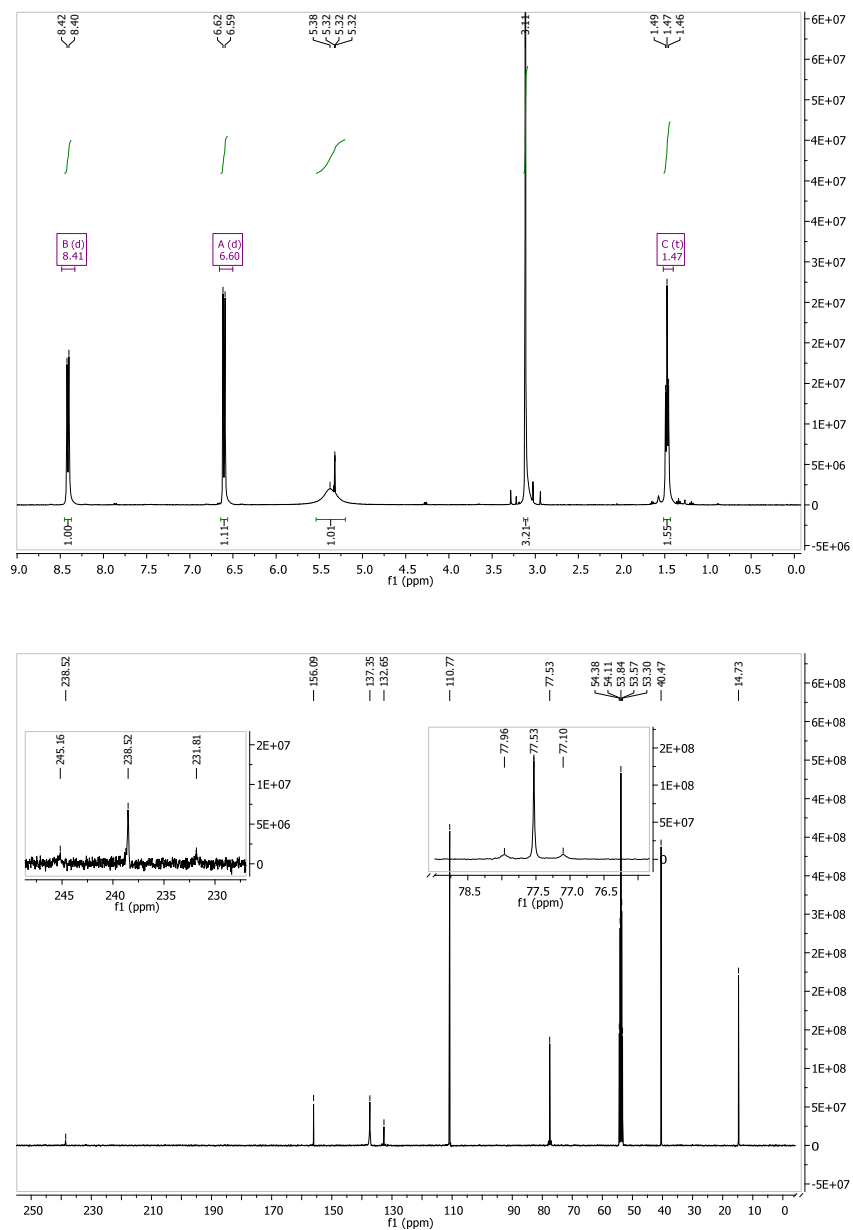 8.42
8.40
6.62
6.59
5.38
5.32
5.32
5.32
3.11
1.49
1.47
1.46
6E+07
6E+07
5E+07
4E+07
4E+07
4E+07
3E+07
2E+07
2E+07
1E+07
5E+06
0
-5E+06
B (d)
8.41
A (d)
6.60
C (t)
1.47
1.00
1.11
1.01
3.21
1.55
9.0 8.5 8.0 7.5 7.0 6.5 6.0 5.5 5.0 4.5 4.0 3.5 3.0 2.5 2.0 1.5 1.0 0.5 0.0
f1 (ppm)
238.52
156.09
137.35
132.65
110.77
77.53
54.38
54.11
53.84
53.57
53.30
40.47
14.73
6E+08
6E+08
5E+08
4E+08
4E+08
4E+08
3E+08
2E+08
2E+08
1E+08
5E+07
0
-5E+07
245.16
238.52
231.81
2E+07
1E+07
5E+06
0
245 235 230
f1 (ppm)
77.96
77.53
77.10
2E+08
1E+08
5E+07
0
78.5 77.5 77.0 76.5
f1 (ppm)
250 230 210 190 170 150 130 110 90 80 70 60 50 40 30 20 10 0
f1 (ppm)